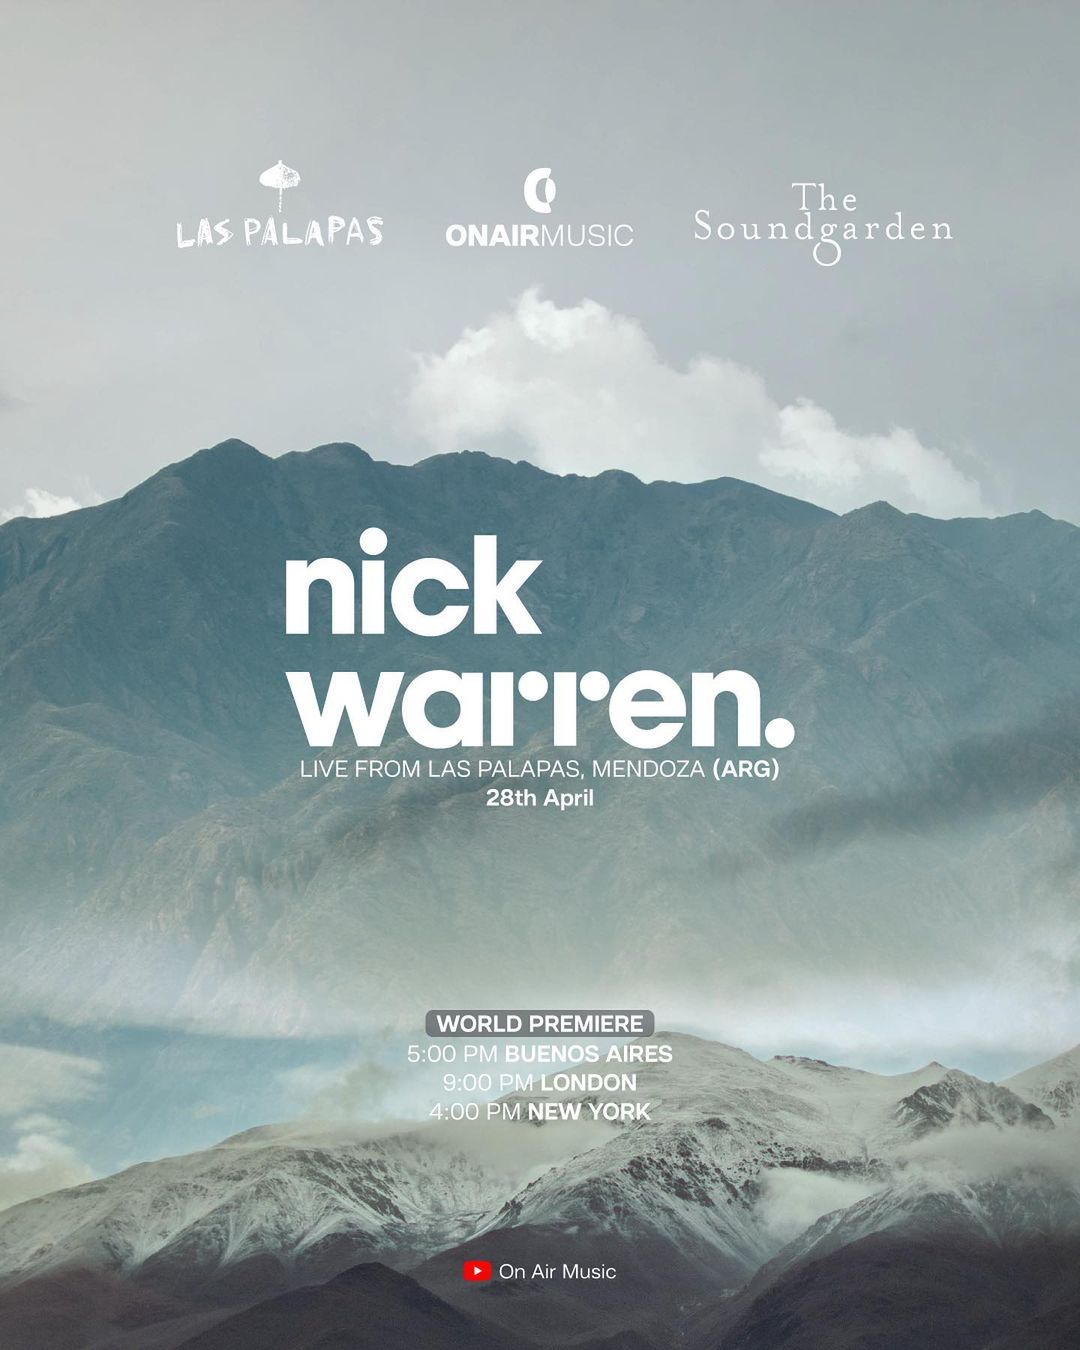 LAS PALAPAS
ONAIRMUSIC
The
Soundgarden
nick
warren.
LIVE FROM LAS PALAPAS, MENDOZA (ARG)
28th April
WORLD PREMIERE
5:00 PM BUENOS AIRES
9:00 PM LONDON
4:00 PM NEW YORK
On Air Music